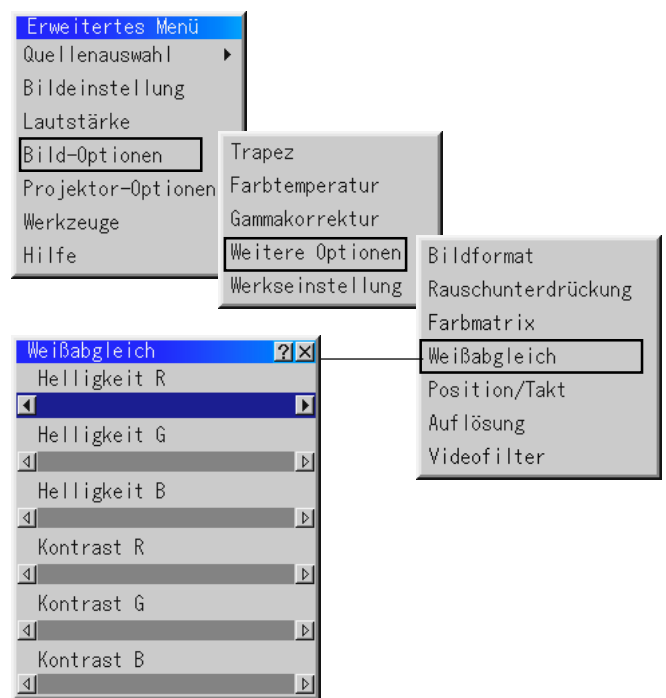 Erweitertes Menü
Quellenauswahl
Bildeinstellung
Lautstärke
Bild-Optionen
Projektor-Optionen
Werkzeuge
Hilfe
Trapez
Farbtemperatur
Gammakorrektur
Weitere Optionen
Werkseinstellung
Bildformat
Rauschunterdrückung
Farbmatrix
Weißabgleich
Position/Takt
Auflösung
Videofilter
Weißabgleich ?
Helligkeit R
Helligkeit G
Helligkeit B
Kontrast R
Kontrast G
Kontrast B